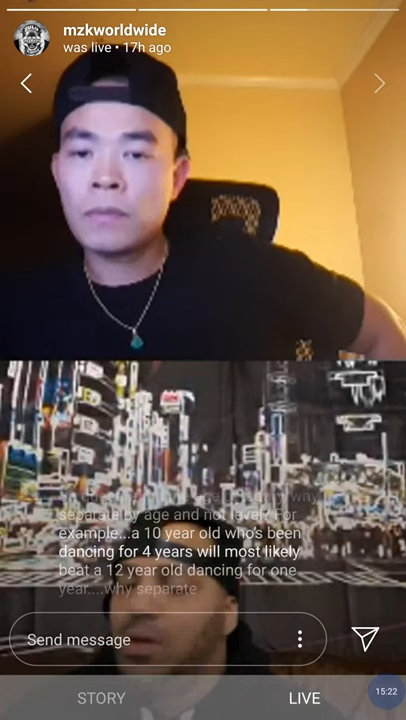 mzkworldwide
was live • 17h ago
why
separate by age and not level? For
example...a 10 year old who's been
dancing for 4 years will most likely
beat a 12 year old dancing for one
year....why separate
Send message
STORY
LIVE
15:22